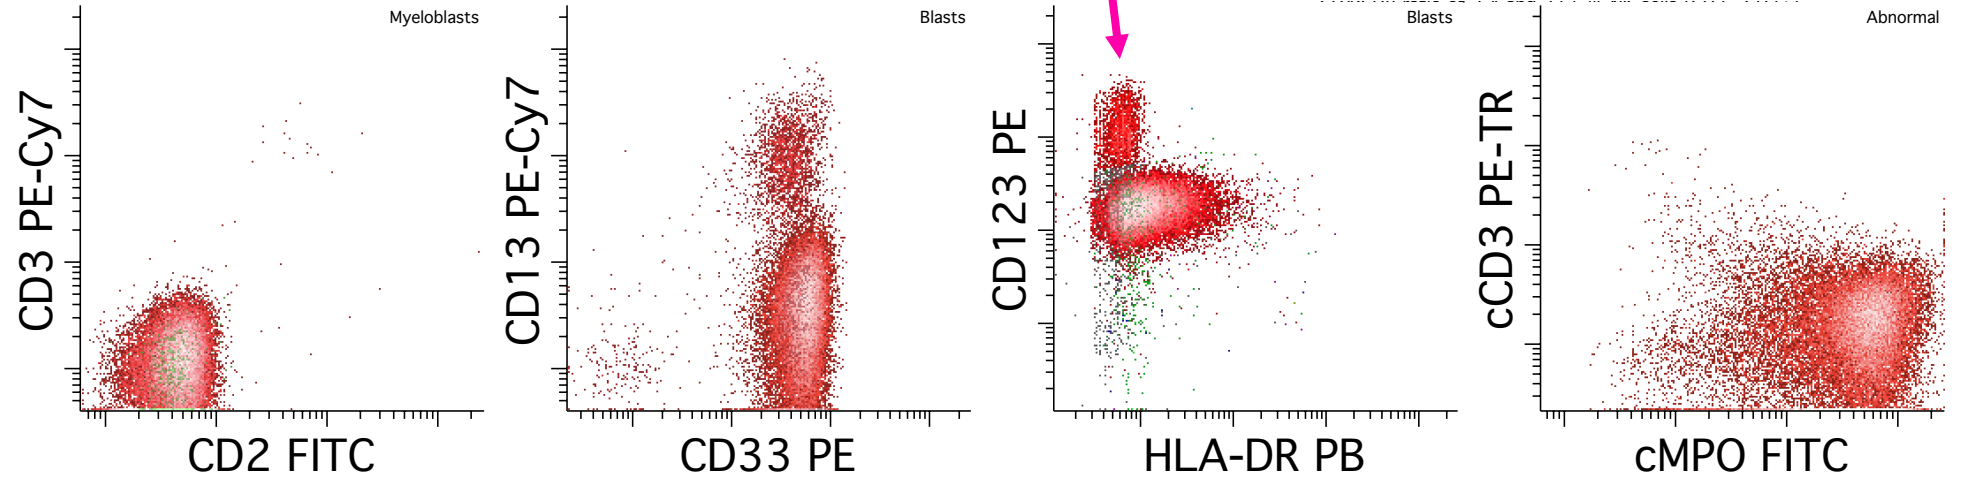 Myeloblasts
CD3 PE-Cy7
CD2 FITC
Blasts
CD13 PE-Cy7
CD33 PE
Blasts
CD123 PE
HLA-DR PB
Abnormal
cCD3 PE-TR
cMPO FITC